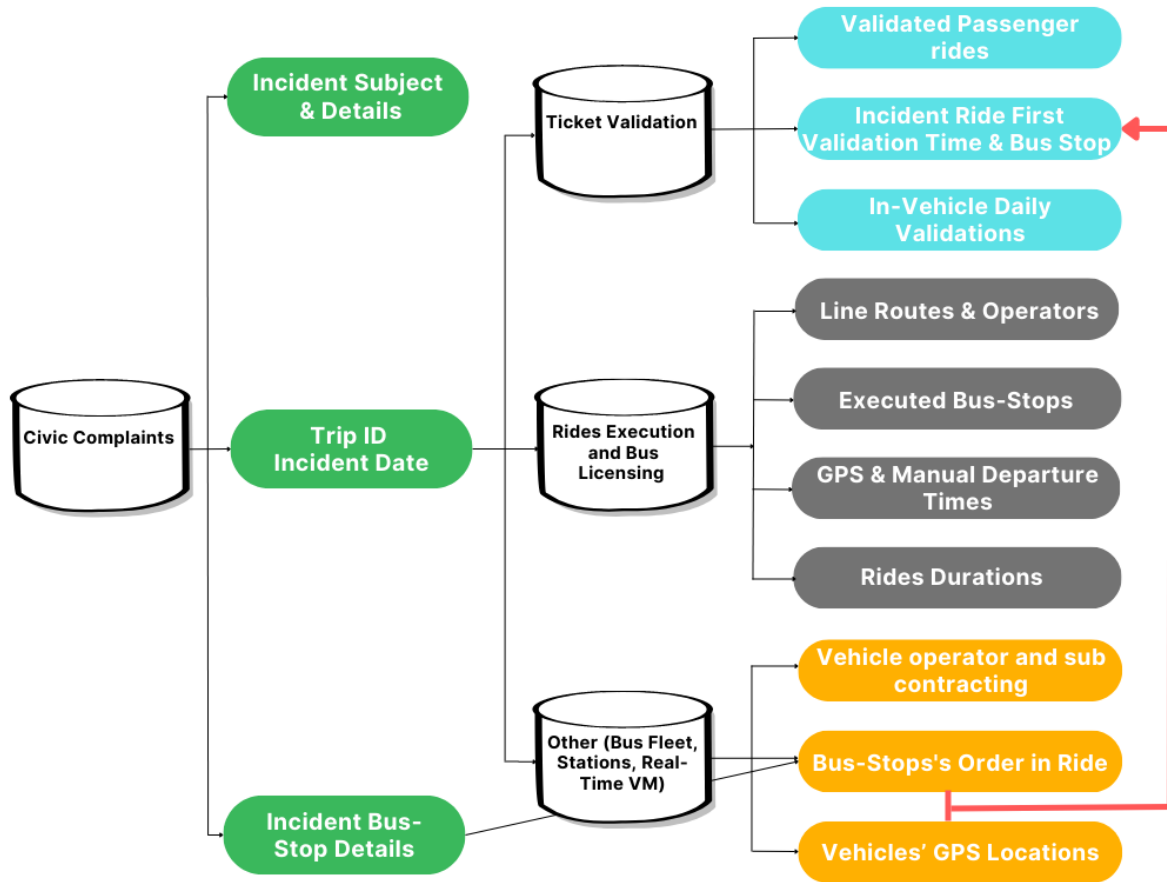 Civic Complaints
Incident Subject
& Details
Trip ID
Incident Date
Incident Bus-
Stop Details
Ticket Validation
Rides Execution
and Bus
Licensing
Other (Bus Fleet,
Stations, Real-
Time VM)
Validated Passenger
rides
Incident Ride First
Validation Time & Bus Stop
In-Vehicle Daily
Validations
Line Routes & Operators
Executed Bus-Stops
GPS & Manual Departure
Times
Rides Durations
Vehicle operator and sub
contracting
Bus-Stops's Order in Ride
Vehicles’ GPS Locations